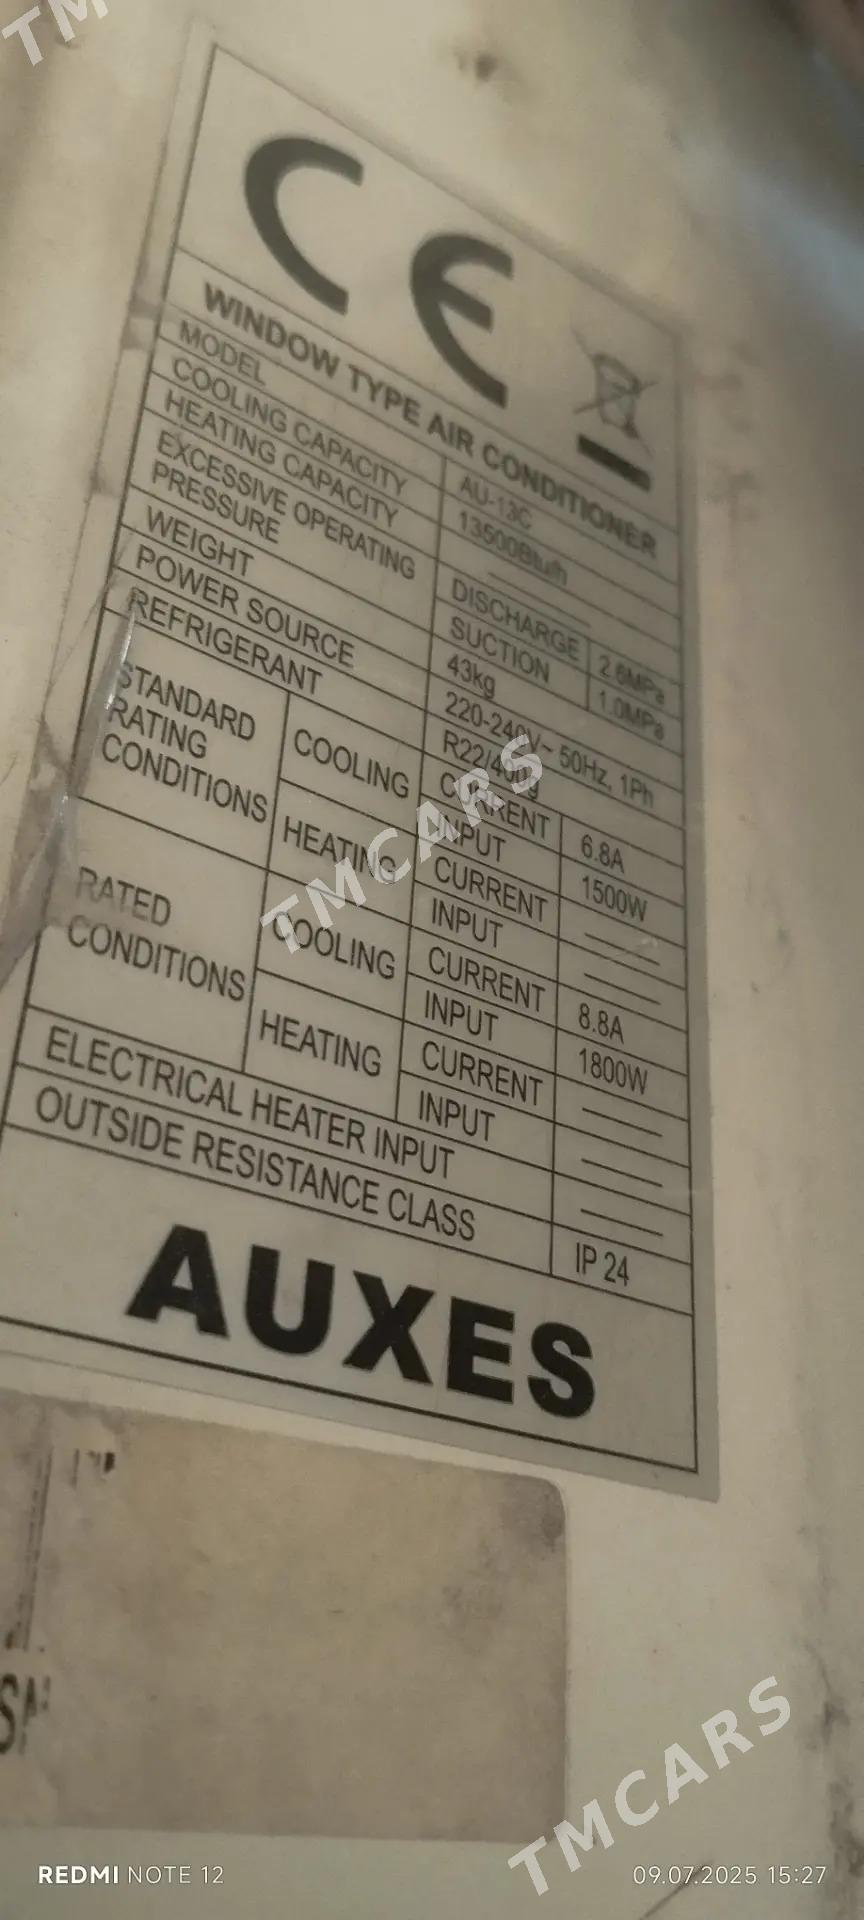 TM
CE
WINDOW TYPE AIR CONDITIONER
MODEL AU-13C
COOLING CAPACITY 13500Btu/h
HEATING CAPACITY
EXCESSIVE OPERATING PRESSURE
DISCHARGE 2.6MPa
SUCTION 1.0MPa
WEIGHT 43kg
POWER SOURCE 220-240V~ 50Hz, 1Ph
REFRIGERANT R22/400g
STANDARD RATING CONDITIONS
COOLING CURRENT 6.8A
INPUT 1500W
HEATING CURRENT
INPUT
RATED CONDITIONS
COOLING CURRENT 8.8A
INPUT 1800W
HEATING CURRENT
INPUT
ELECTRICAL HEATER INPUT
OUTSIDE RESISTANCE CLASS IP 24
AUXES
TMCARS
TMCARS
REDMI NOTE 12
09.07.2025 15:27